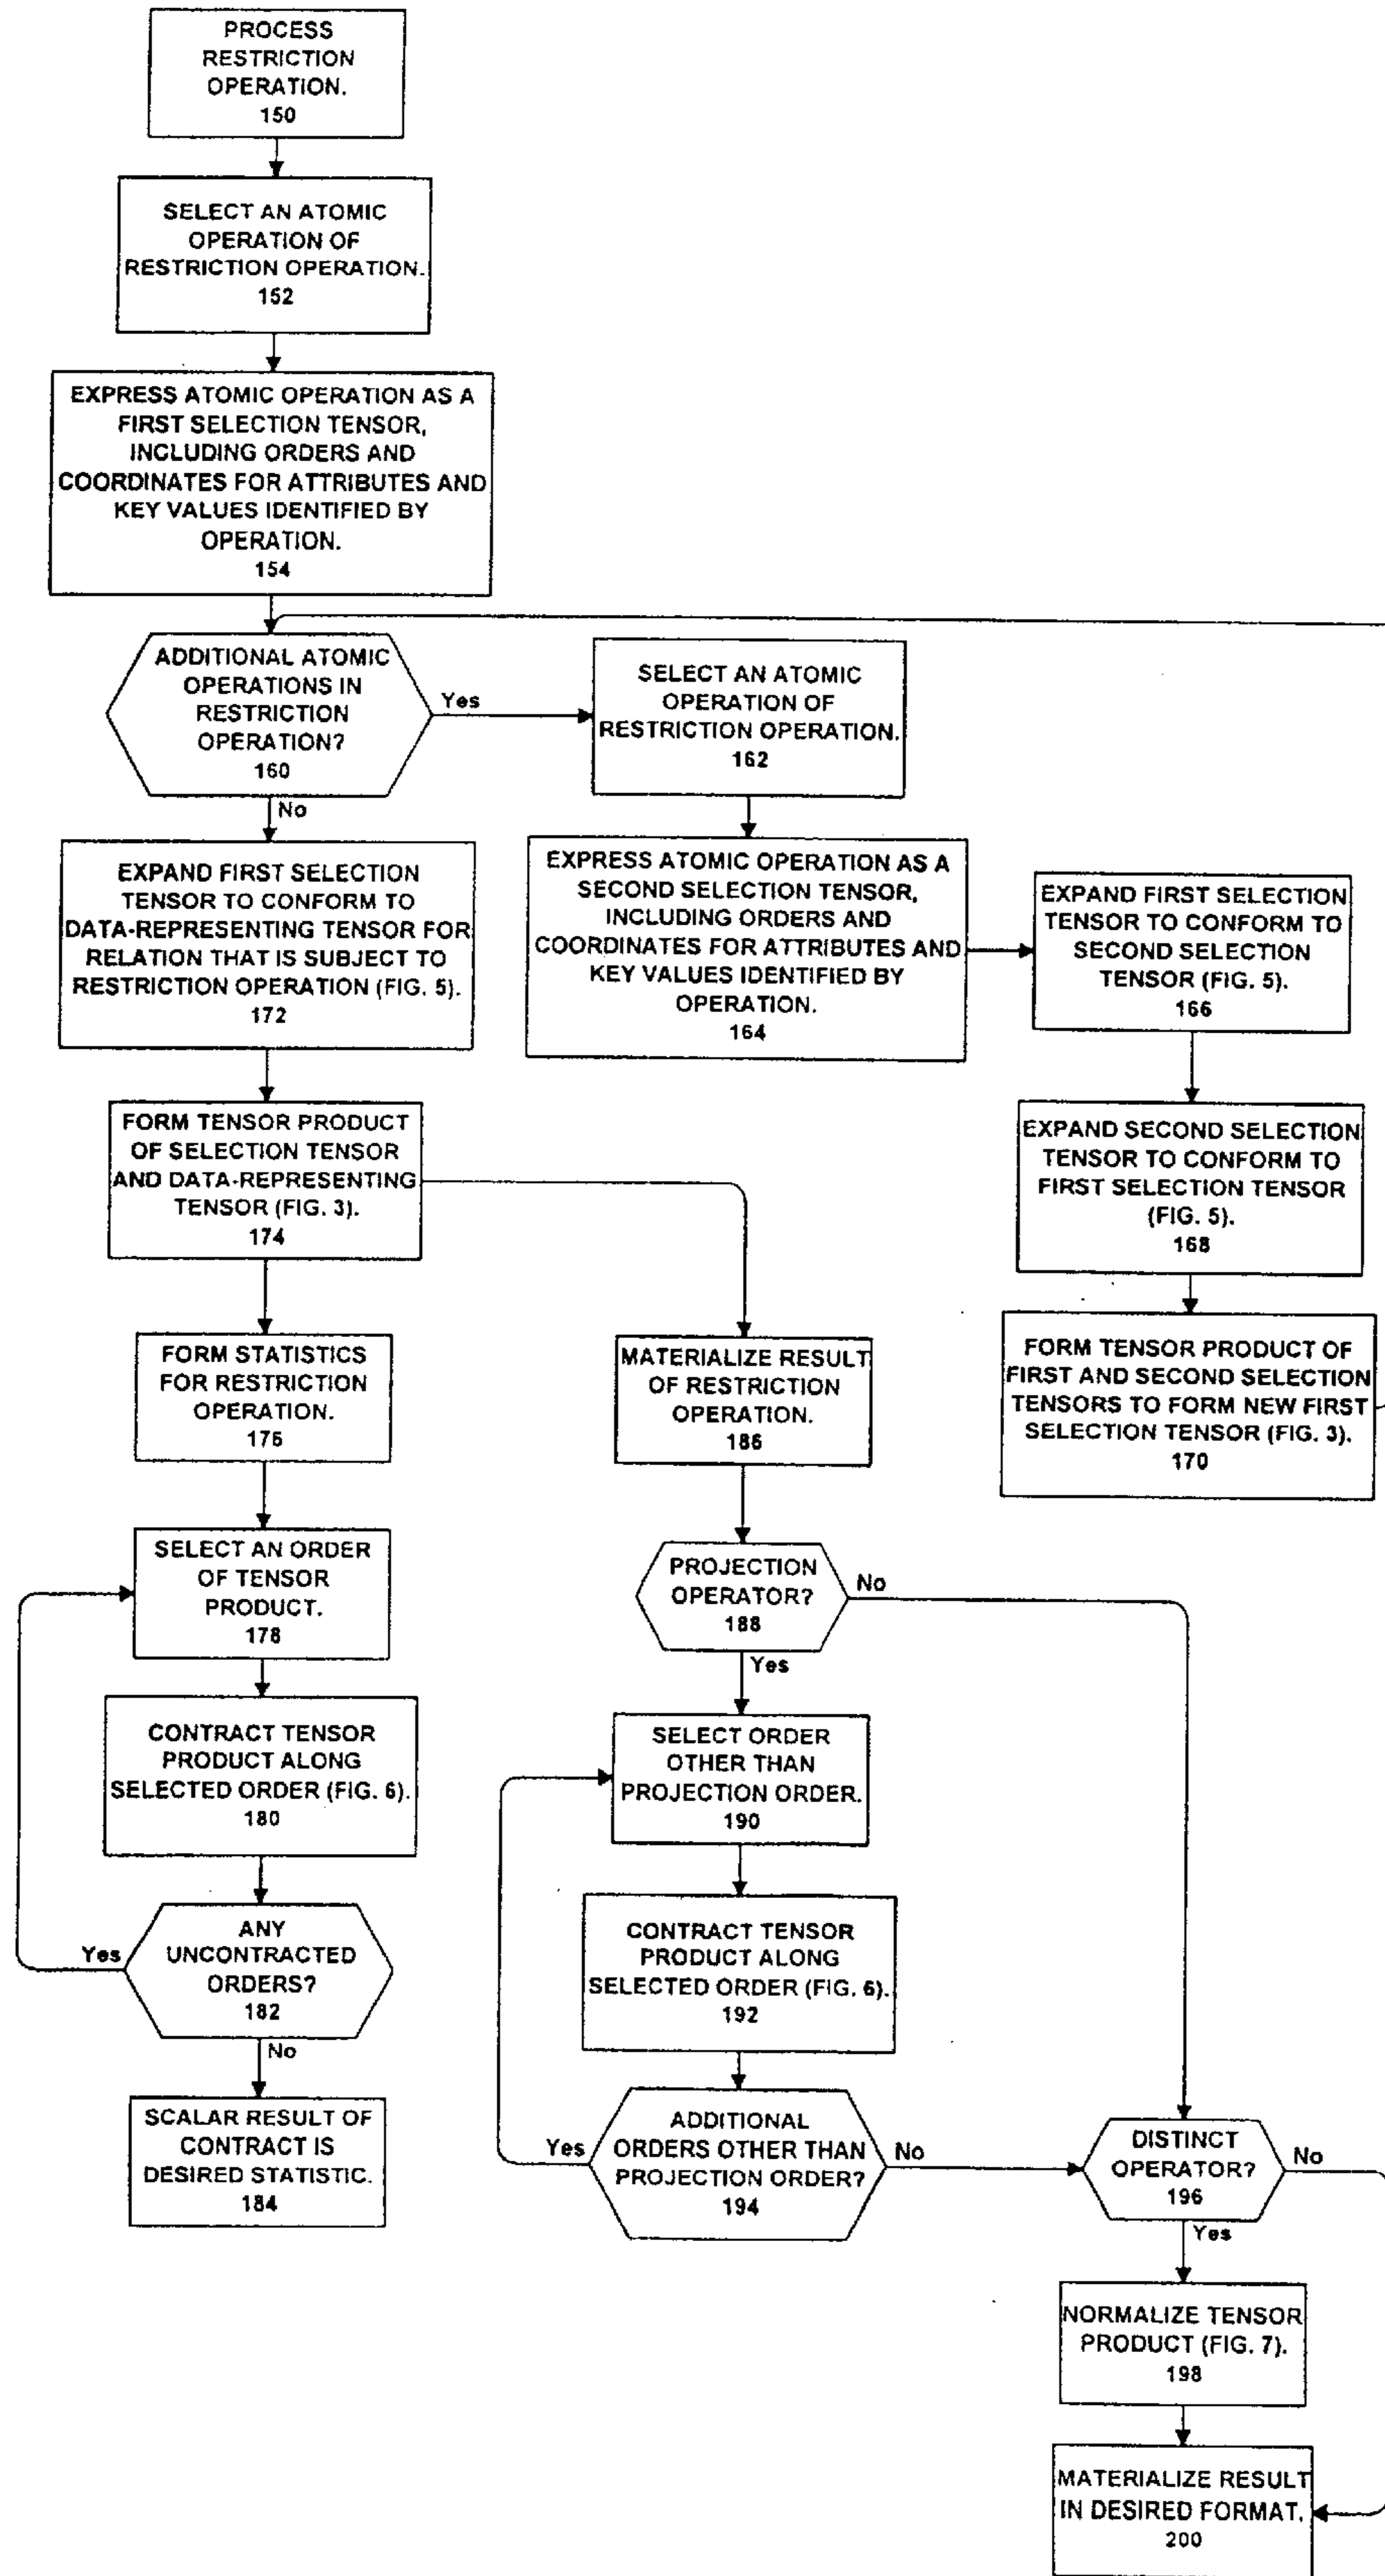 PROCESS
RESTRICTION
OPERATION.
150
SELECT AN ATOMIC
OPERATION OF
RESTRICTION OPERATION.
152
EXPRESS ATOMIC OPERATION AS A
FIRST SELECTION TENSOR,
INCLUDING ORDERS AND
COORDINATES FOR ATTRIBUTES AND
KEY VALUES IDENTIFIED BY
OPERATION.
154
ADDITIONAL ATOMIC
OPERATIONS IN
RESTRICTION
OPERATION?
160
Yes
No
SELECT AN ATOMIC
OPERATION OF
RESTRICTION OPERATION.
162
EXPRESS ATOMIC OPERATION AS A
SECOND SELECTION TENSOR,
INCLUDING ORDERS AND
COORDINATES FOR ATTRIBUTES AND
KEY VALUES IDENTIFIED BY
OPERATION.
164
EXPAND FIRST SELECTION
TENSOR TO CONFORM TO
SECOND SELECTION
TENSOR (FIG. 5).
166
EXPAND SECOND SELECTION
TENSOR TO CONFORM TO
FIRST SELECTION TENSOR
(FIG. 5).
168
FORM TENSOR PRODUCT OF
FIRST AND SECOND SELECTION
TENSORS TO FORM NEW FIRST
SELECTION TENSOR (FIG. 3).
170
EXPAND FIRST SELECTION
TENSOR TO CONFORM TO
DATA-REPRESENTING TENSOR FOR
RELATION THAT IS SUBJECT TO
RESTRICTION OPERATION (FIG. 5).
172
FORM TENSOR PRODUCT
OF SELECTION TENSOR
AND DATA-REPRESENTING
TENSOR (FIG. 3).
174
FORM STATISTICS
FOR RESTRICTION
OPERATION.
176
SELECT AN ORDER
OF TENSOR
PRODUCT.
178
CONTRACT TENSOR
PRODUCT ALONG
SELECTED ORDER (FIG. 6).
180
ANY
UNCONTRACTED
ORDERS?
182
Yes
No
SCALAR RESULT OF
CONTRACT IS
DESIRED STATISTIC.
184
MATERIALIZE RESULT
OF RESTRICTION
OPERATION.
186
PROJECTION
OPERATOR?
188
No
Yes
SELECT ORDER
OTHER THAN
PROJECTION ORDER.
190
CONTRACT TENSOR
PRODUCT ALONG
SELECTED ORDER (FIG. 6).
192
ADDITIONAL
ORDERS OTHER THAN
PROJECTION ORDER?
194
Yes
No
DISTINCT
OPERATOR?
196
No
Yes
NORMALIZE TENSOR
PRODUCT (FIG. 7).
198
MATERIALIZE RESULT
IN DESIRED FORMAT.
200